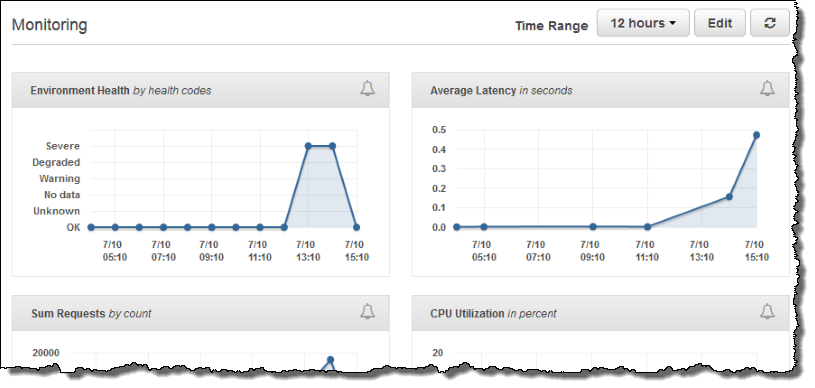 Monitoring
Time Range 12 hours Edit
Environment Health by health codes
Severe
Degraded
Warning
No data
Unknown
OK
7/10 7/10 7/10 7/10 7/10 7/10
05:10 07:10 09:10 11:10 13:10 15:10
Average Latency in seconds
0.5
0.4
0.3
0.2
0.1
0.0
7/10 7/10 7/10 7/10 7/10 7/10
05:10 07:10 09:10 11:10 13:10 15:10
Sum Requests by count
20000
CPU Utilization in percent
20